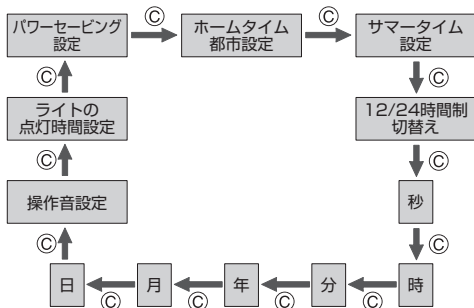 パワーセービング
設定
Ⓒ
ホームタイム
都市設定
Ⓒ
サマータイム
設定
Ⓒ
12/24時間制
切替え
Ⓒ
秒
Ⓒ
時
Ⓒ
分
Ⓒ
年
Ⓒ
月
Ⓒ
日
Ⓒ
操作音設定
Ⓒ
ライトの
点灯時間設定
Ⓒ